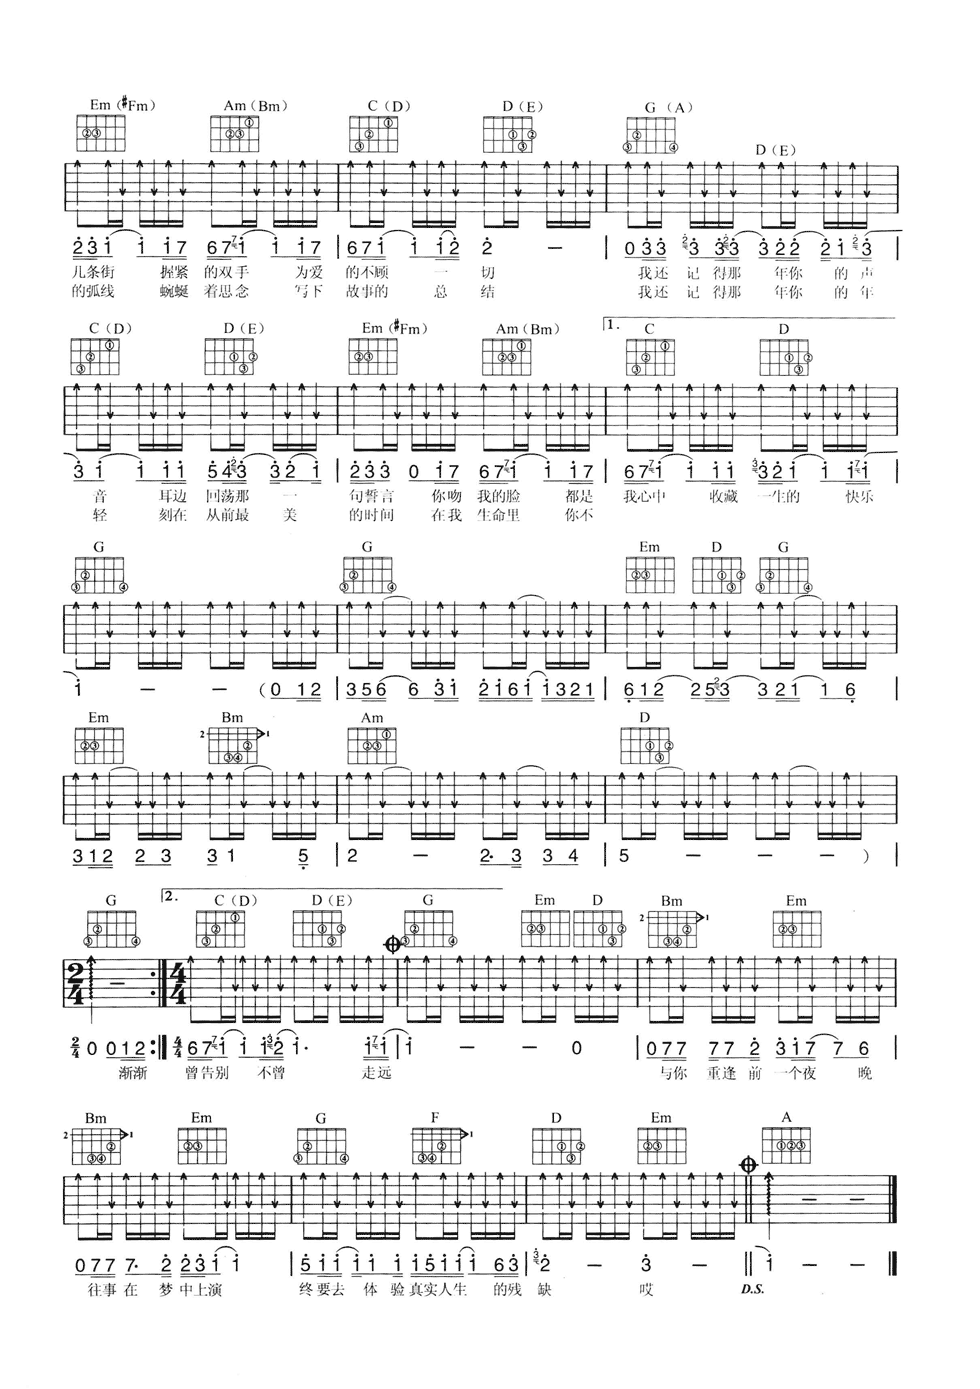 Em (#Fm) Am (Bm) C (D) D (E) G (A) D (E)
2 3 1 1 1 7 6 7 1 1 1 7 | 6 7 1 1 1 2 2 − | 0 3 3 3 3 3 3 2 2 2 1 3
几条街 握紧 的双手 为爱 的不顾 一 切 我还 记 得那 年你 的 声
的弧线 蜿蜒 着思念 写下 故事的 总 结 我还 记 得那 年你 的 年
C (D) D (E) Em (#Fm) Am (Bm) 1. C D
3 1 1 1 1 5 4 3 3 2 1 | 2 3 3 0 1 7 6 7 1 1 1 1 | 6 7 1 1 1 1 3 2 1 1 1 1
音 耳边 回荡那 一 句誓言 你吻 我的脸 都是 我心中 收藏 一生的 快乐
轻 刻在 从前最 美 的时间 在我 生命里 你不
G G Em D G
1 − − (0 1 2 | 3 5 6 6 3 1 2 1 6 1 1 3 2 1 | 6 1 2 2 5 3 3 2 1 1 6 |
Em Bm Am D
3 1 2 2 3 3 1 5 | 2 − 2· 3 3 4 | 5 − − − ) |
G 2. C (D) D (E) G Em D Bm Em
2/4 0 0 1 2 :| 4/4 6 7 1 1 1 2 1· 1 1 | 1 − − 0 | 0 7 7 7 7 2 3 1 7 7 6
渐渐 曾告别 不曾 走远 与你 重逢 前 一个夜 晚
Bm Em G F D Em A
0 7 7 7· 2 2 3 1 1 | 5 1 1 1 1 1 1 5 1 1 1 6 3 | 2 − 3 − || 1 − − |
往事 在 梦 中上演 终要去 体 验 真实人生 的残 缺 哎 D.S.